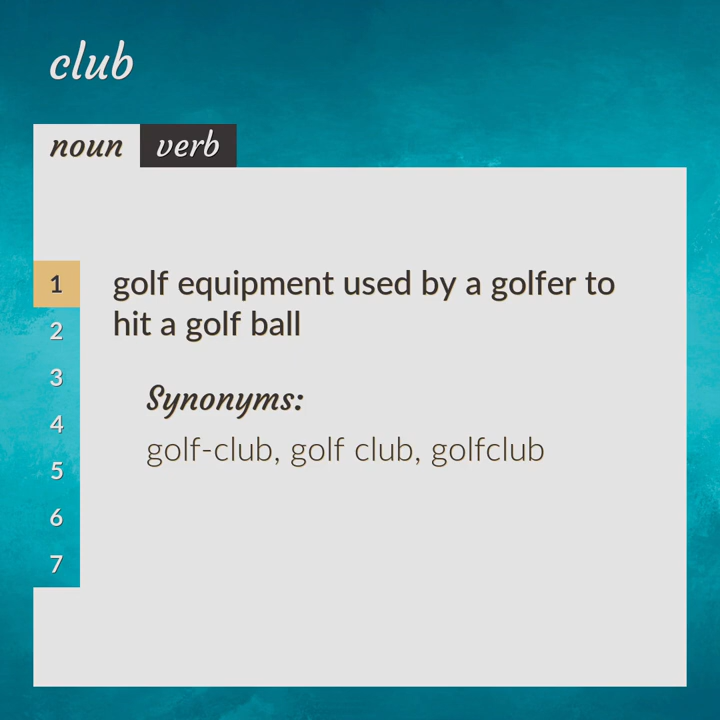 club
noun verb
1 golf equipment used by a golfer to
hit a golf ball
2
3
Synonyms:
4
golf-club, golf club, golfclub
5
6
7